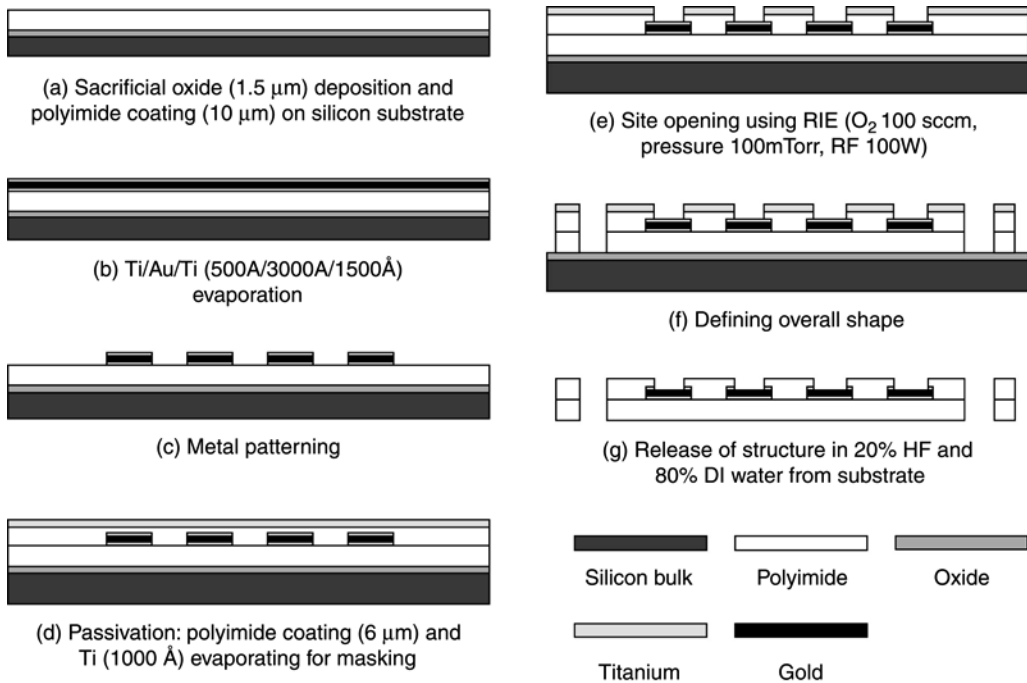 (a) Sacrificial oxide (1.5 μm) deposition and
polyimide coating (10 μm) on silicon substrate
(b) Ti/Au/Ti (500A/3000A/1500Å)
evaporation
(c) Metal patterning
(d) Passivation: polyimide coating (6 μm) and
Ti (1000 Å) evaporating for masking
(e) Site opening using RIE (O₂ 100 sccm,
pressure 100mTorr, RF 100W)
(f) Defining overall shape
(g) Release of structure in 20% HF and
80% DI water from substrate
Silicon bulk Polyimide Oxide
Titanium Gold